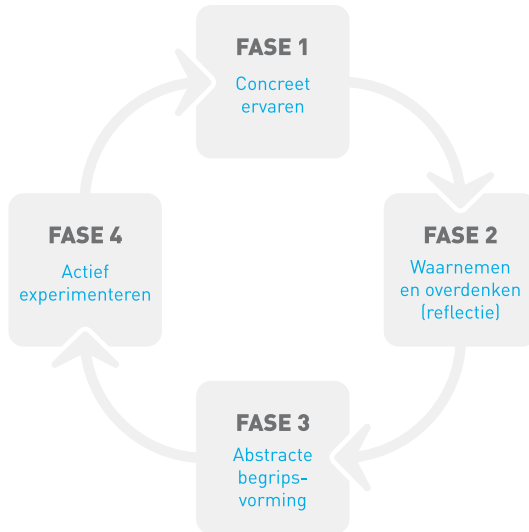 FASE 1
Concreet
ervaren
FASE 2
Waarnemen
en overdenken
(reflectie)
FASE 3
Abstracte
begrips-
vorming
FASE 4
Actief
experimenteren